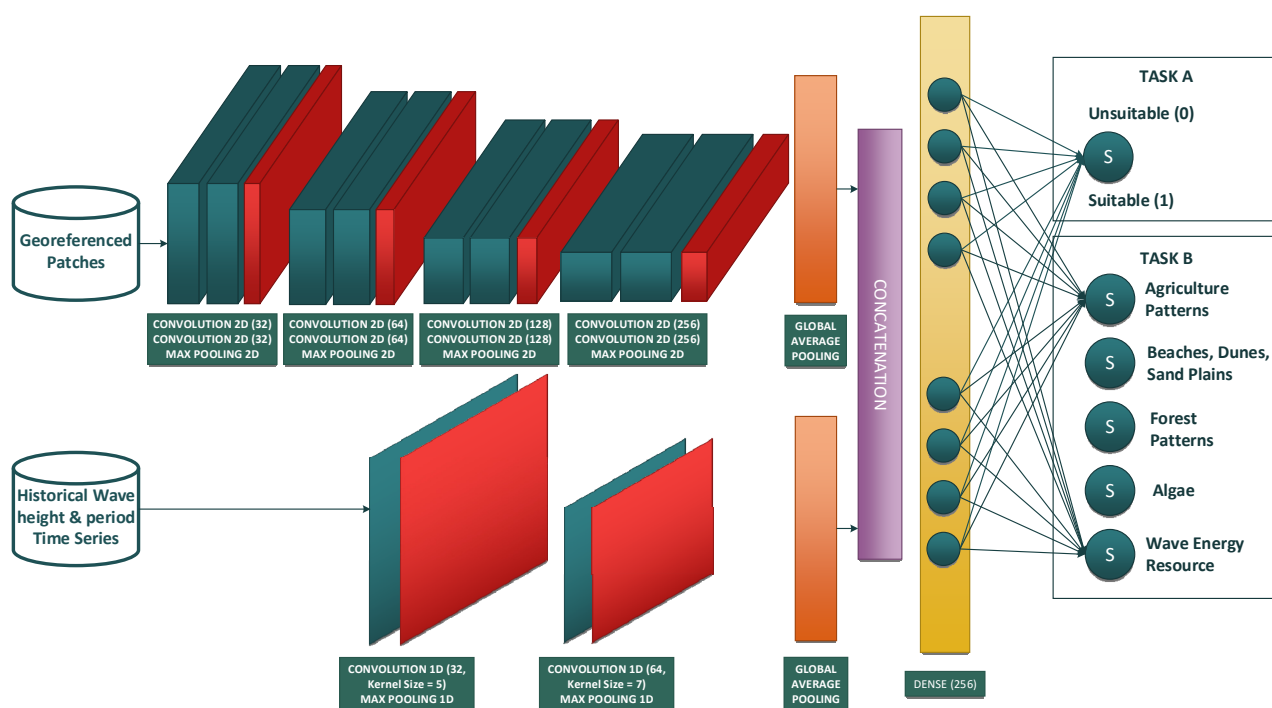 Georeferenced
Patches
CONVOLUTION 2D (32)
CONVOLUTION 2D (32)
MAX POOLING 2D
CONVOLUTION 2D (64)
CONVOLUTION 2D (64)
MAX POOLING 2D
CONVOLUTION 2D (128)
CONVOLUTION 2D (128)
MAX POOLING 2D
CONVOLUTION 2D (256)
CONVOLUTION 2D (256)
MAX POOLING 2D
GLOBAL
AVERAGE
POOLING
Historical Wave
height & period
Time Series
CONVOLUTION 1D (32,
Kernel Size = 5)
MAX POOLING 1D
CONVOLUTION 1D (64,
Kernel Size = 7)
MAX POOLING 1D
GLOBAL
AVERAGE
POOLING
CONCATENATION
DENSE (256)
TASK A
Unsuitable (0)
S
Suitable (1)
TASK B
S
Agriculture
Patterns
S
Beaches, Dunes,
Sand Plains
S
Forest
Patterns
S
Algae
S
Wave Energy
Resource